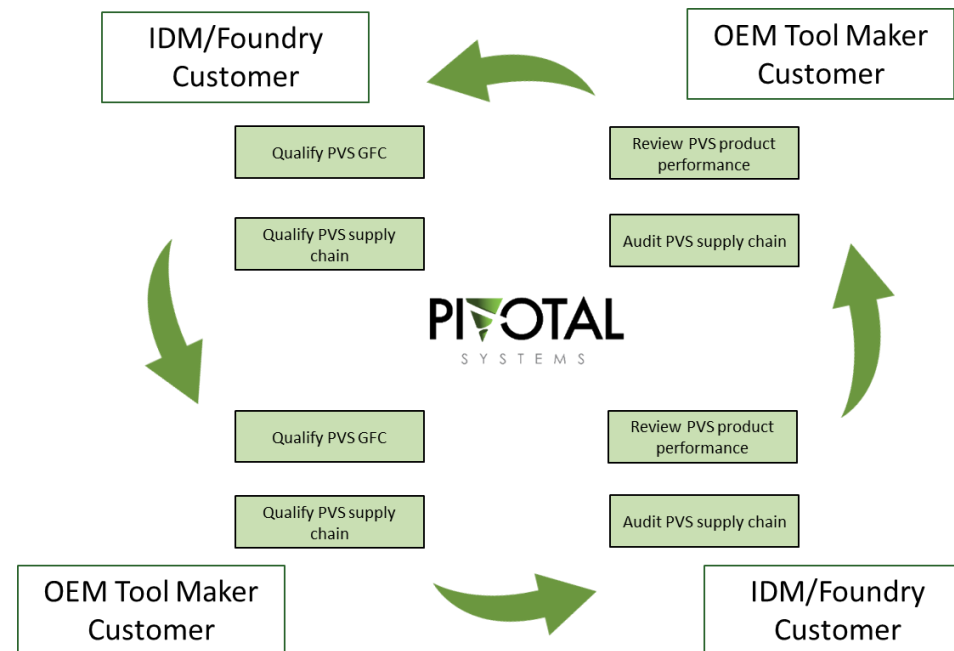 IDM/Foundry
Customer
OEM Tool Maker
Customer
Qualify PVS GFC
Review PVS product
performance
Qualify PVS supply
chain
Audit PVS supply chain
PIVOTAL
SYSTEMS
Qualify PVS GFC
Review PVS product
performance
Qualify PVS supply
chain
Audit PVS supply chain
OEM Tool Maker
Customer
IDM/Foundry
Customer